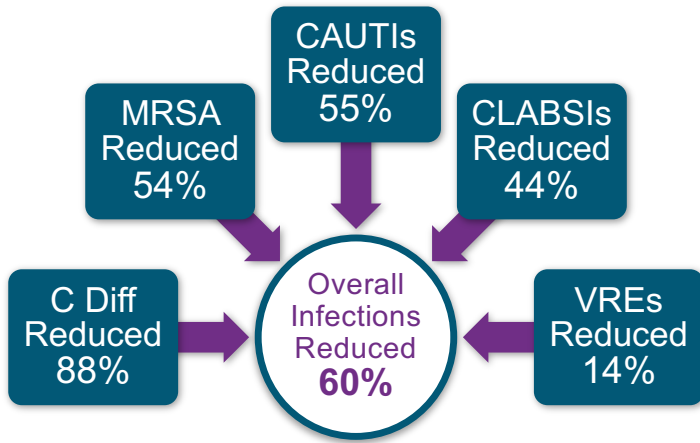 CAUTIs
Reduced
55%
MRSA
Reduced
54%
CLABSIs
Reduced
44%
C Diff
Reduced
88%
Overall
Infections
Reduced
60%
VREs
Reduced
14%